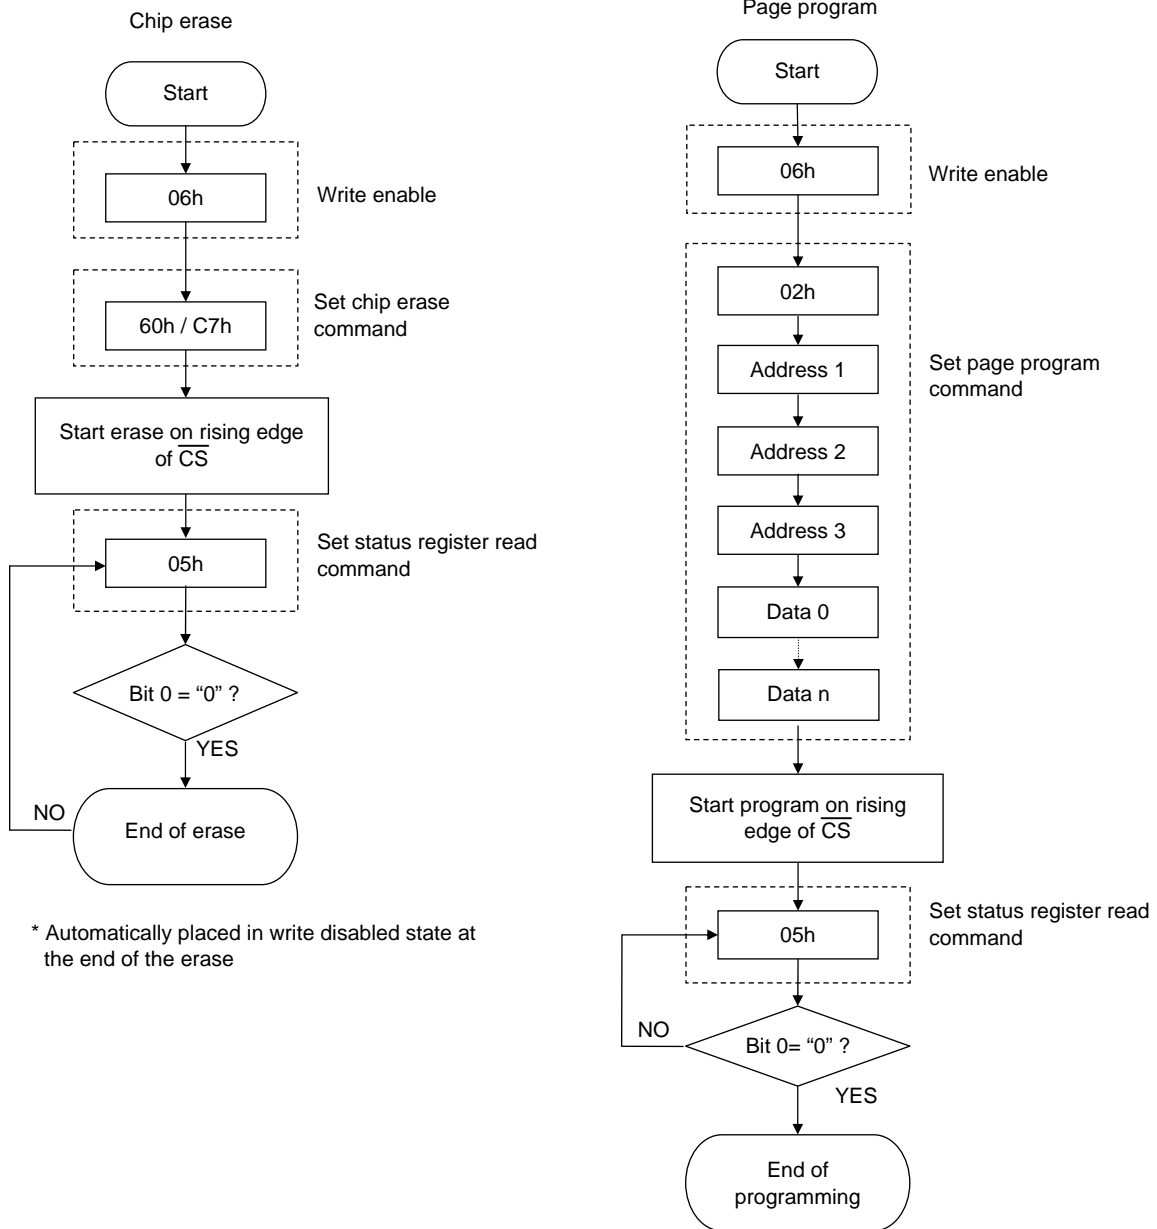 Chip erase
Start
06h
Write enable
60h / C7h
Set chip erase
command
Start erase on rising edge
of C̅S̅
05h
Set status register read
command
Bit 0 = “0” ?
YES
NO
End of erase
* Automatically placed in write disabled state at
the end of the erase
Page program
Start
06h
Write enable
02h
Address 1
Set page program
command
Address 2
Address 3
Data 0
Data n
Start program on rising
edge of C̅S̅
05h
Set status register read
command
NO
Bit 0= “0” ?
YES
End of
programming